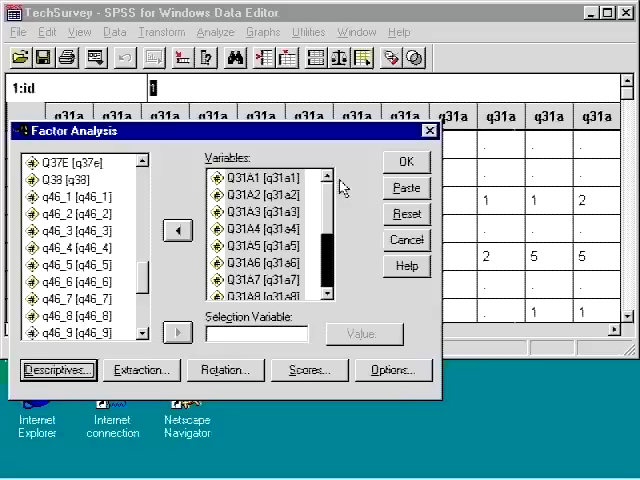 TechSurvey - SPSS for Windows Data Editor
File Edit View Data Transform Analyze Graphs Utilities Window Help
1:id 1
q31a q31a q31a q31a q31a q31a q31a q31a
Factor Analysis
Q37E [q37e]
Q38 [q38]
q46_1 [q46_1]
q46_2 [q46_2]
q46_3 [q46_3]
q46_4 [q46_4]
q46_5 [q46_5]
q46_6 [q46_6]
q46_7 [q46_7]
q46_8 [q46_8]
q46_9 [q46_9]
Variables:
Q31A1 [q31a1]
Q31A2 [q31a2]
Q31A3 [q31a3]
Q31A4 [q31a4]
Q31A5 [q31a5]
Q31A6 [q31a6]
Q31A7 [q31a7]
Q31A8 [q31a8]
Selection Variable:
Value...
OK
Paste
Reset
Cancel
Help
Descriptives... Extraction... Rotation... Scores... Options...
. . .
. . .
1 1 2
. . .
2 5 5
. . .
. 1 1
Internet Explorer
Internet connection
Netscape Navigator